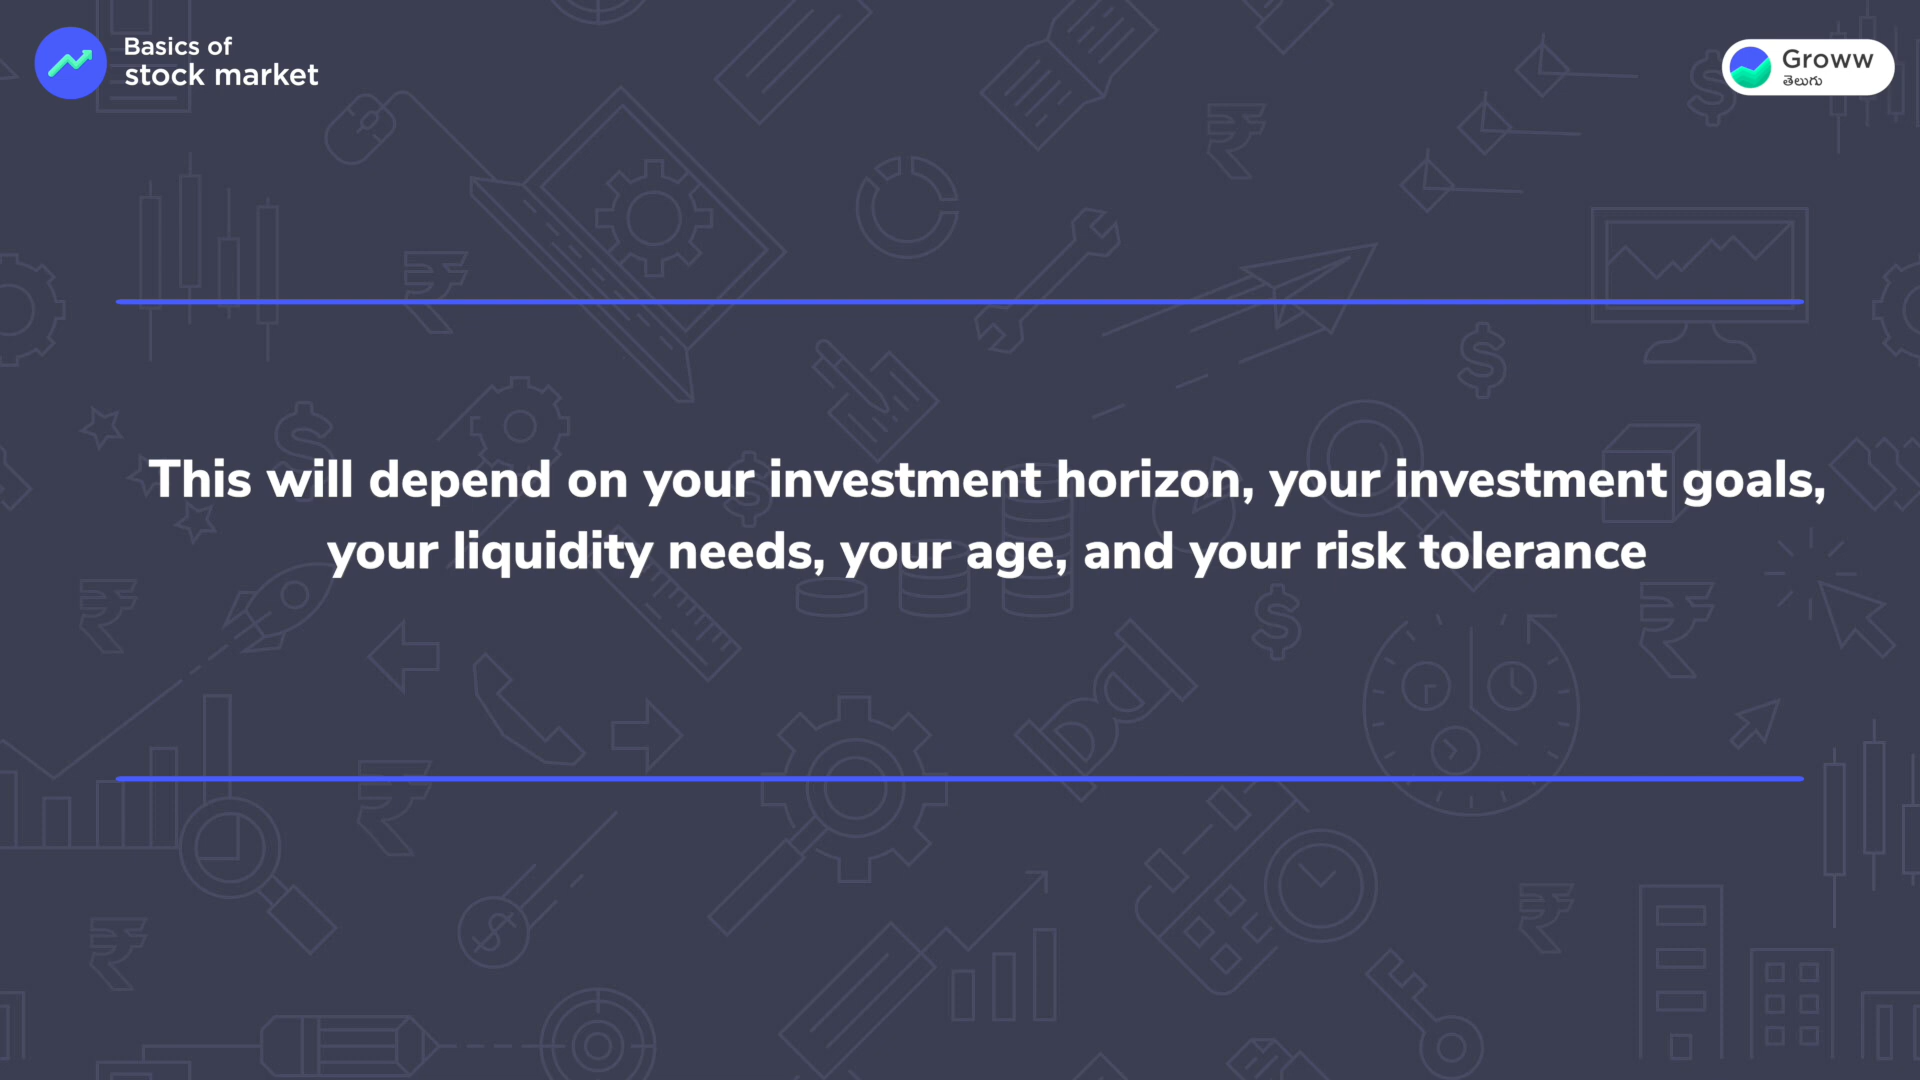 Basics of
stock market
Groww
తెలుగు
This will depend on your investment horizon, your investment goals,
your liquidity needs, your age, and your risk tolerance